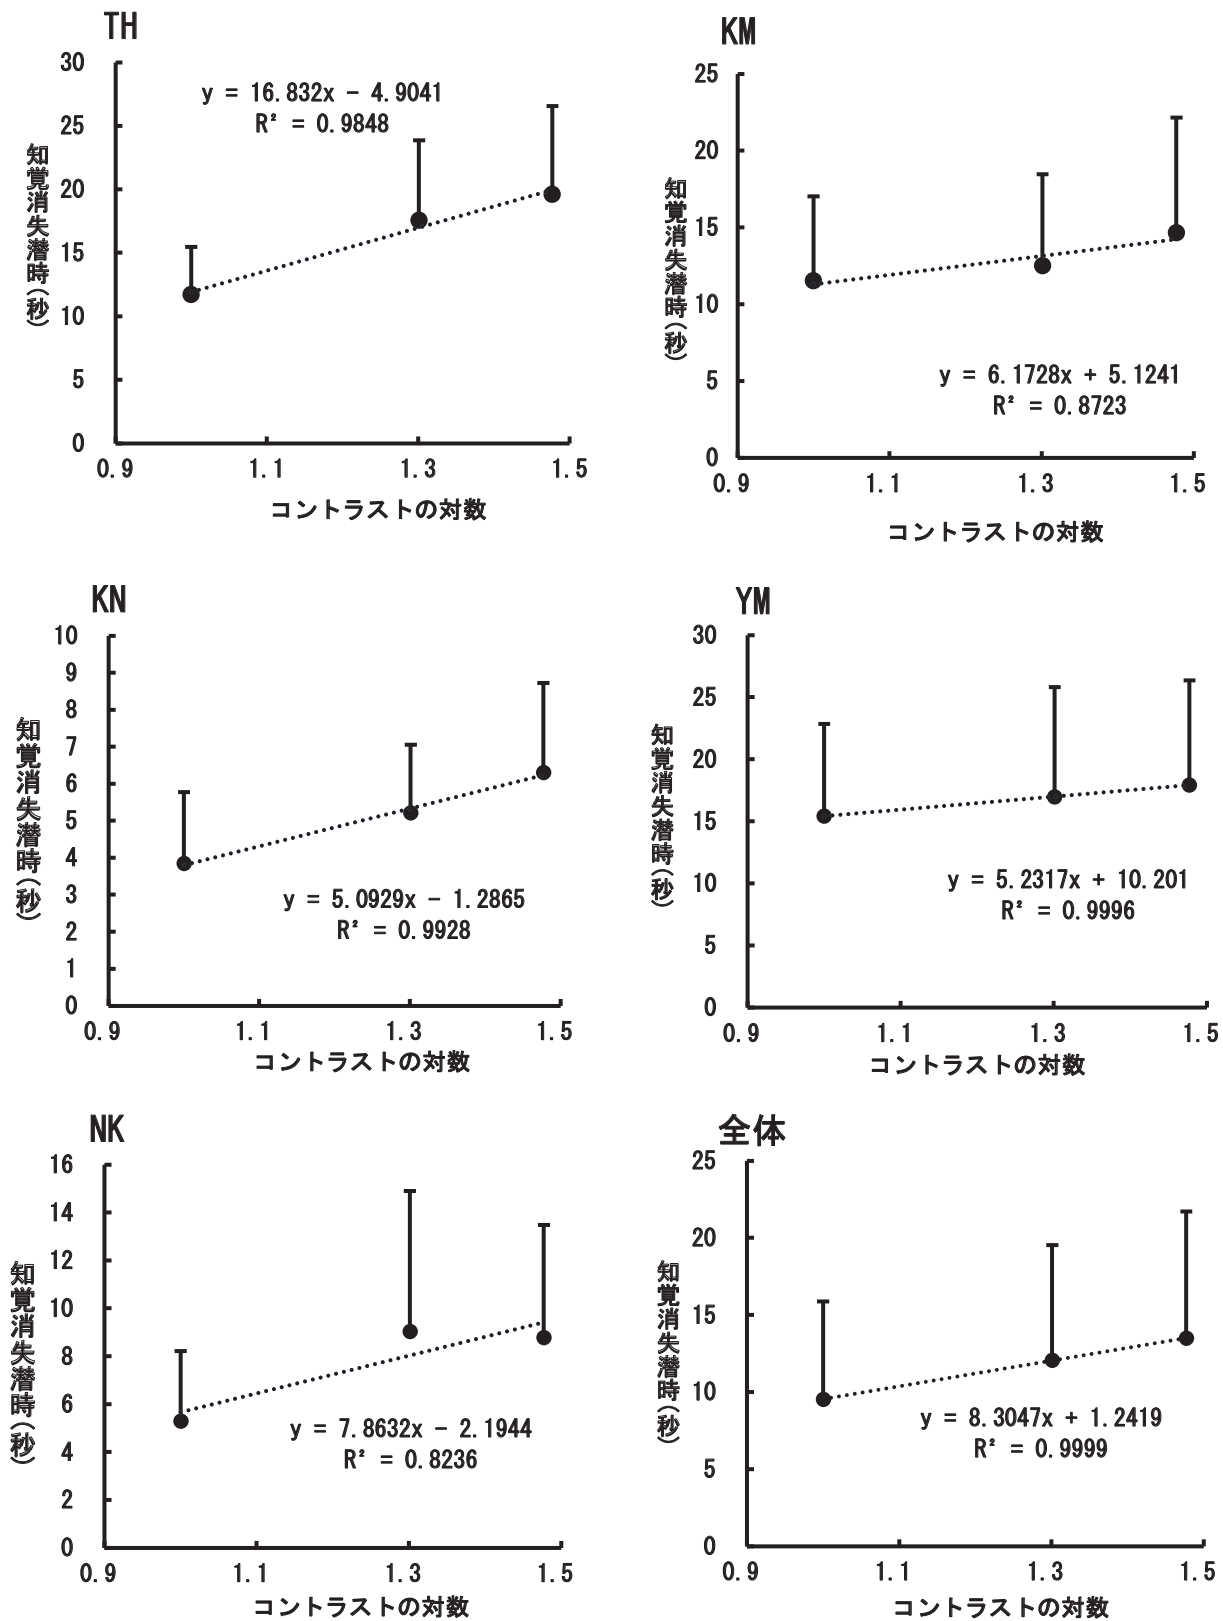 TH
30
25
20
15
10
5
0
0.9
1.1
1.3
1.5
y = 16.832x − 4.9041
R² = 0.9848
知覚消失潜時(秒)
コントラストの対数
KM
25
20
15
10
5
0
0.9
1.1
1.3
1.5
y = 6.1728x + 5.1241
R² = 0.8723
知覚消失潜時(秒)
コントラストの対数
KN
10
9
8
7
6
5
4
3
2
1
0
0.9
1.1
1.3
1.5
y = 5.0929x − 1.2865
R² = 0.9928
知覚消失潜時(秒)
コントラストの対数
YM
30
25
20
15
10
5
0
0.9
1.1
1.3
1.5
y = 5.2317x + 10.201
R² = 0.9996
知覚消失潜時(秒)
コントラストの対数
NK
16
14
12
10
8
6
4
2
0
0.9
1.1
1.3
1.5
y = 7.8632x − 2.1944
R² = 0.8236
知覚消失潜時(秒)
コントラストの対数
全体
25
20
15
10
5
0
0.9
1.1
1.3
1.5
y = 8.3047x + 1.2419
R² = 0.9999
知覚消失潜時(秒)
コントラストの対数